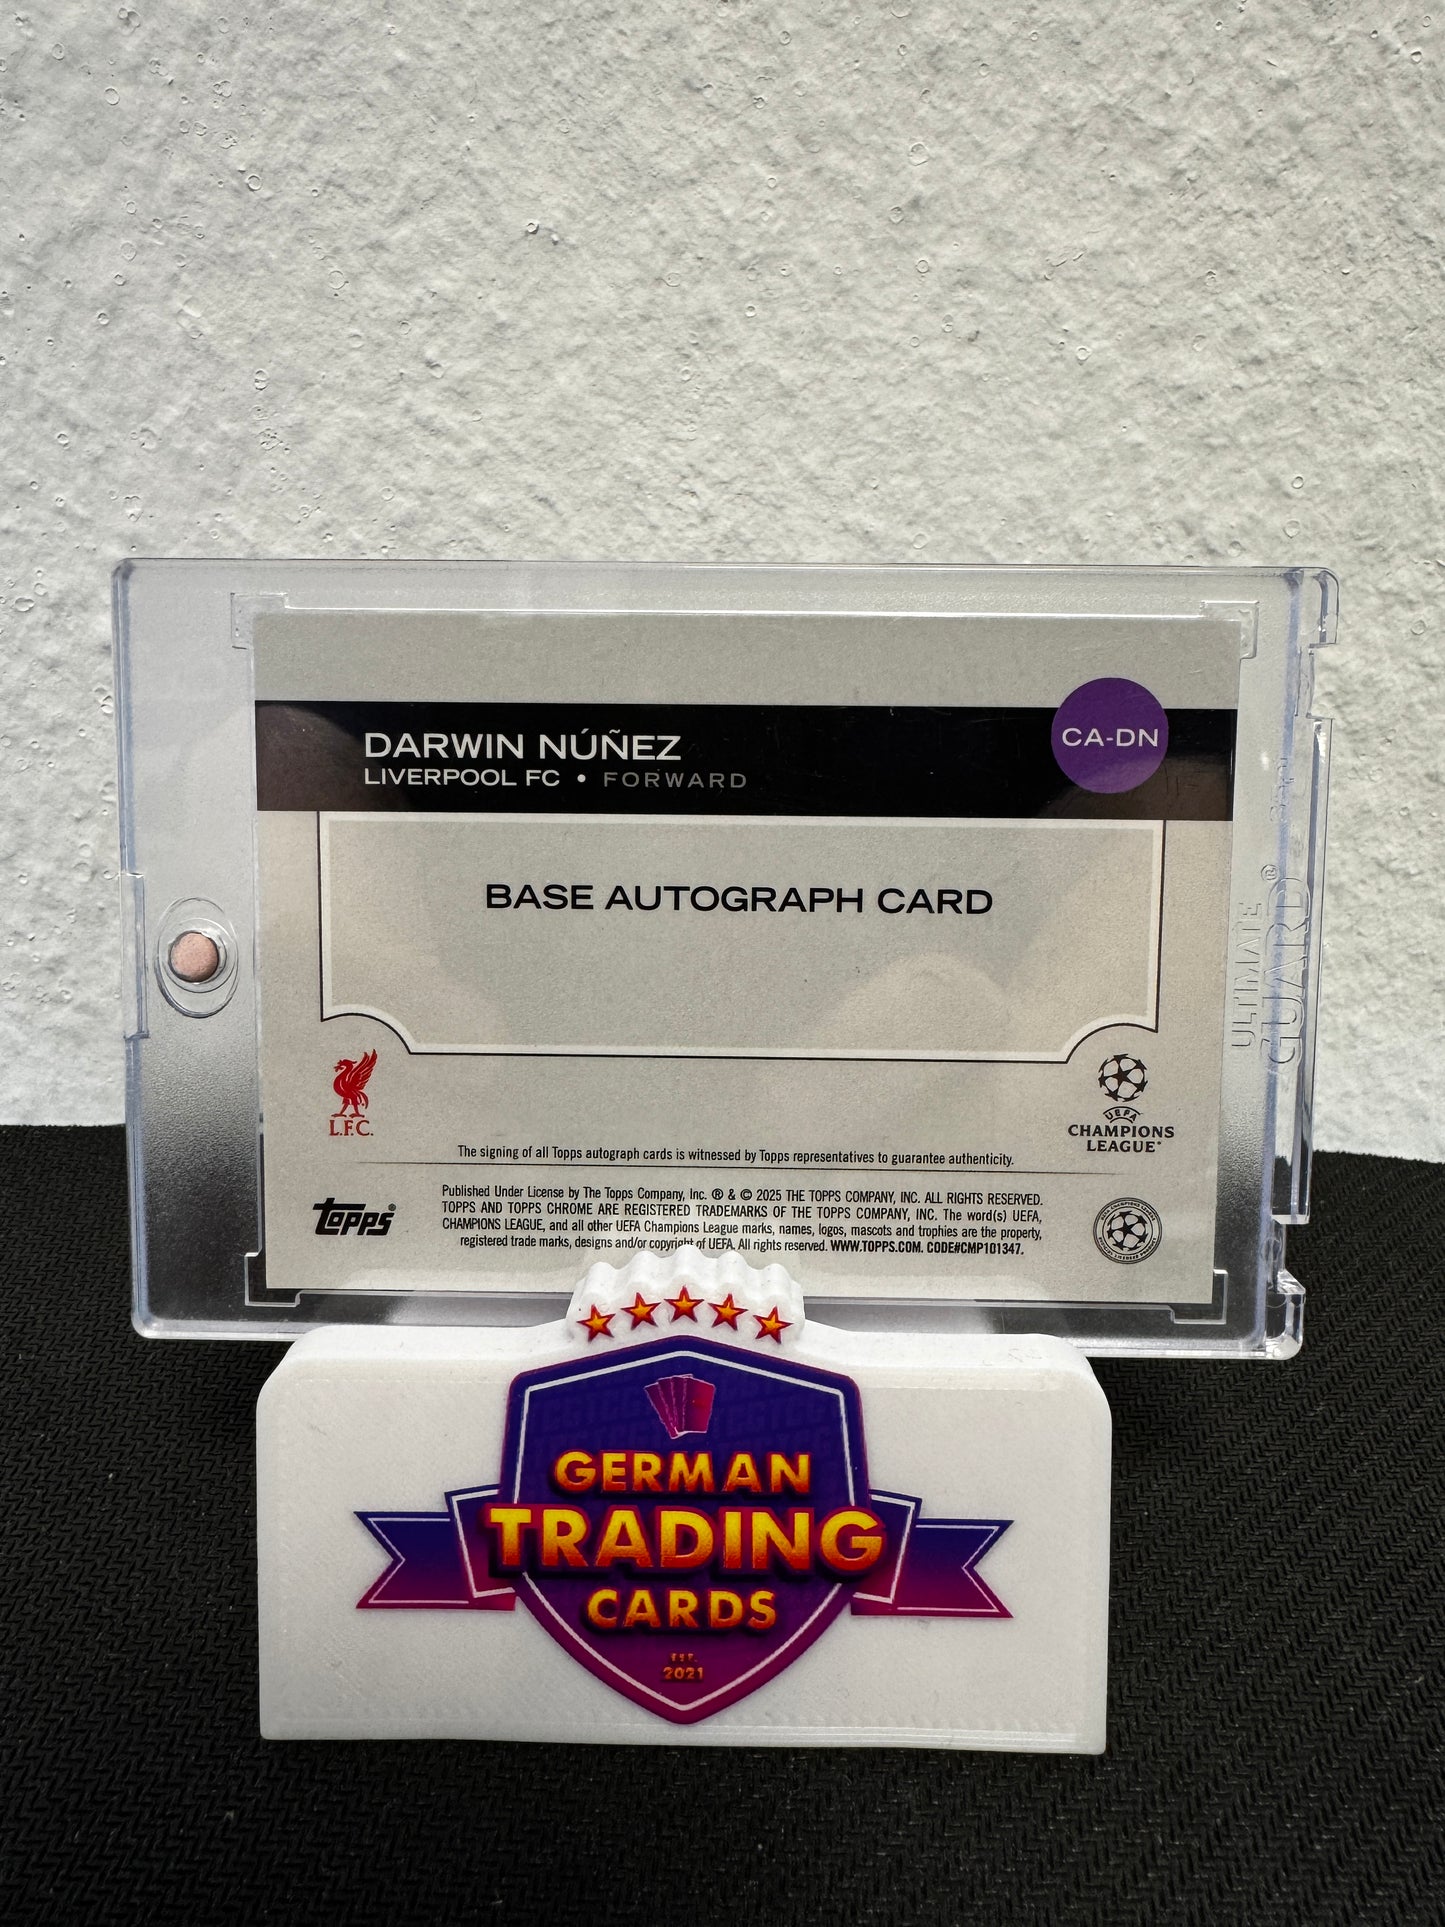 DARWIN NÚÑEZ
CA-DN
LIVERPOOL FC • FORWARD
BASE AUTOGRAPH CARD
ULTIMATE
GUARD®
L.F.C.
UEFA
CHAMPIONS
LEAGUE®
The signing of all Topps autograph cards is witnessed by Topps representatives to guarantee authenticity.
Topps®
Published Under License by The Topps Company, Inc. ® & © 2025 THE TOPPS COMPANY, INC. ALL RIGHTS RESERVED.
TOPPS AND TOPPS CHROME ARE REGISTERED TRADEMARKS OF THE TOPPS COMPANY, INC. The word(s) UEFA,
CHAMPIONS LEAGUE, and all other UEFA Champions League marks, names, logos, mascots and trophies are the property,
registered trade marks, designs and/or copyright of UEFA. All rights reserved. WWW.TOPPS.COM. CODE#CMP101347.
GERMAN
TRADING
CARDS
EST.
2021